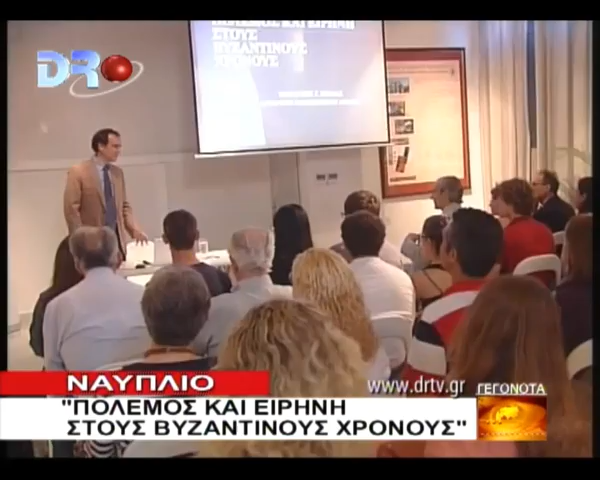 DRT
ΠΟΛΕΜΟΣ ΚΑΙ ΕΙΡΗΝΗ
ΣΤΟΥΣ
ΒΥΖΑΝΤΙΝΟΥΣ
ΧΡΟΝΟΥΣ
ΝΑΥΠΛΙΟ
www.drtv.gr
ΓΕΓΟΝΟΤΑ
"ΠΟΛΕΜΟΣ ΚΑΙ ΕΙΡΗΝΗ
ΣΤΟΥΣ ΒΥΖΑΝΤΙΝΟΥΣ ΧΡΟΝΟΥΣ"